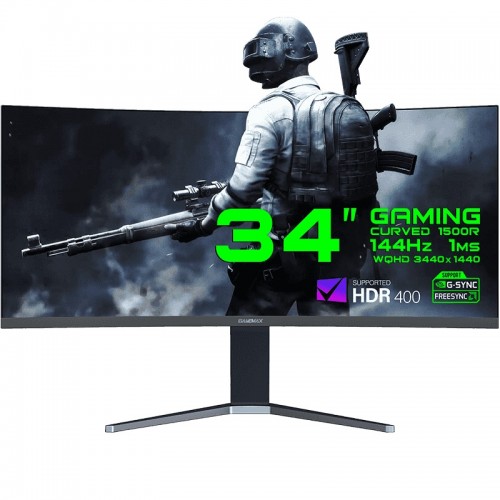 34"
GAMING
CURVED 1500R
144Hz 1MS
WQHD 3440x1440
SUPPORTED
HDR 400
SUPPORT
G-SYNC
FREESYNC